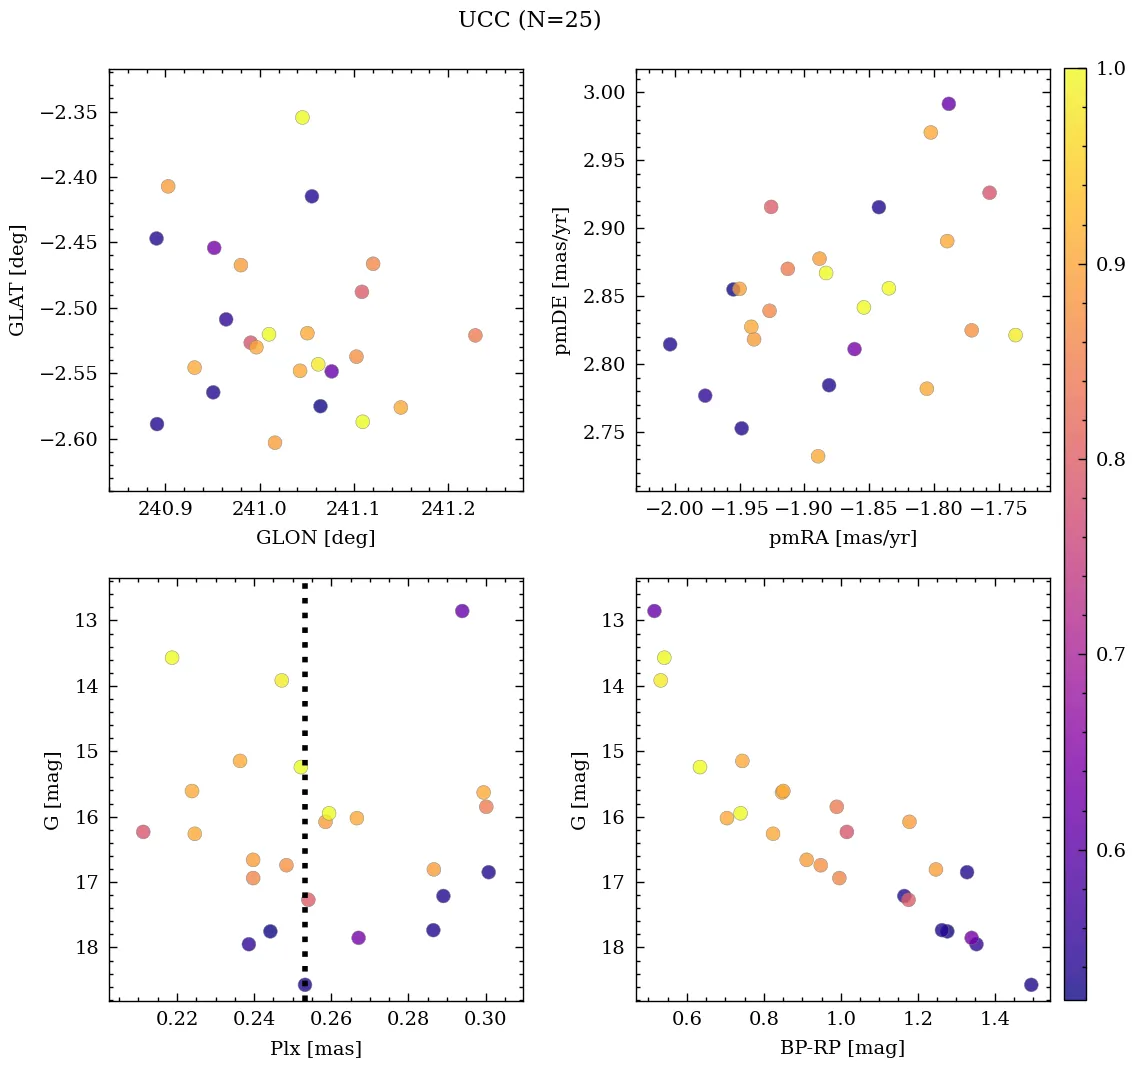 UCC (N=25)
−2.35
−2.40
−2.45
−2.50
−2.55
−2.60
GLAT [deg]
240.9 241.0 241.1 241.2
GLON [deg]
3.00
2.95
2.90
2.85
2.80
2.75
pmDE [mas/yr]
−2.00 −1.95 −1.90 −1.85 −1.80 −1.75
pmRA [mas/yr]
1.0
0.9
0.8
0.7
0.6
13
14
15
16
17
18
G [mag]
0.22 0.24 0.26 0.28 0.30
Plx [mas]
13
14
15
16
17
18
G [mag]
0.6 0.8 1.0 1.2 1.4
BP-RP [mag]